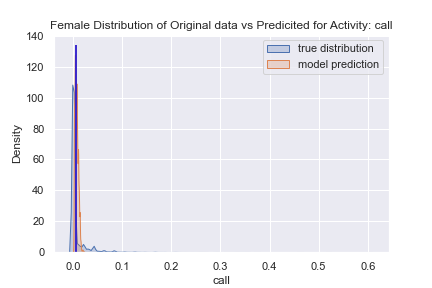 Female Distribution of Original data vs Predicited for Activity: call
true distribution
model prediction
Density
140
120
100
80
60
40
20
0
0.0 0.1 0.2 0.3 0.4 0.5 0.6
call